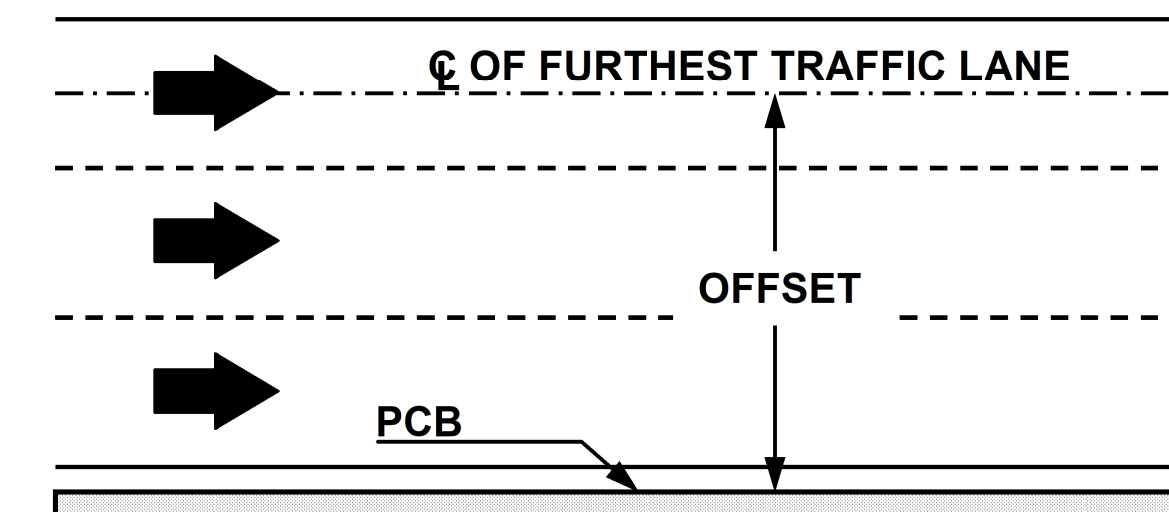 ℄ OF FURTHEST TRAFFIC LANE
OFFSET
PCB